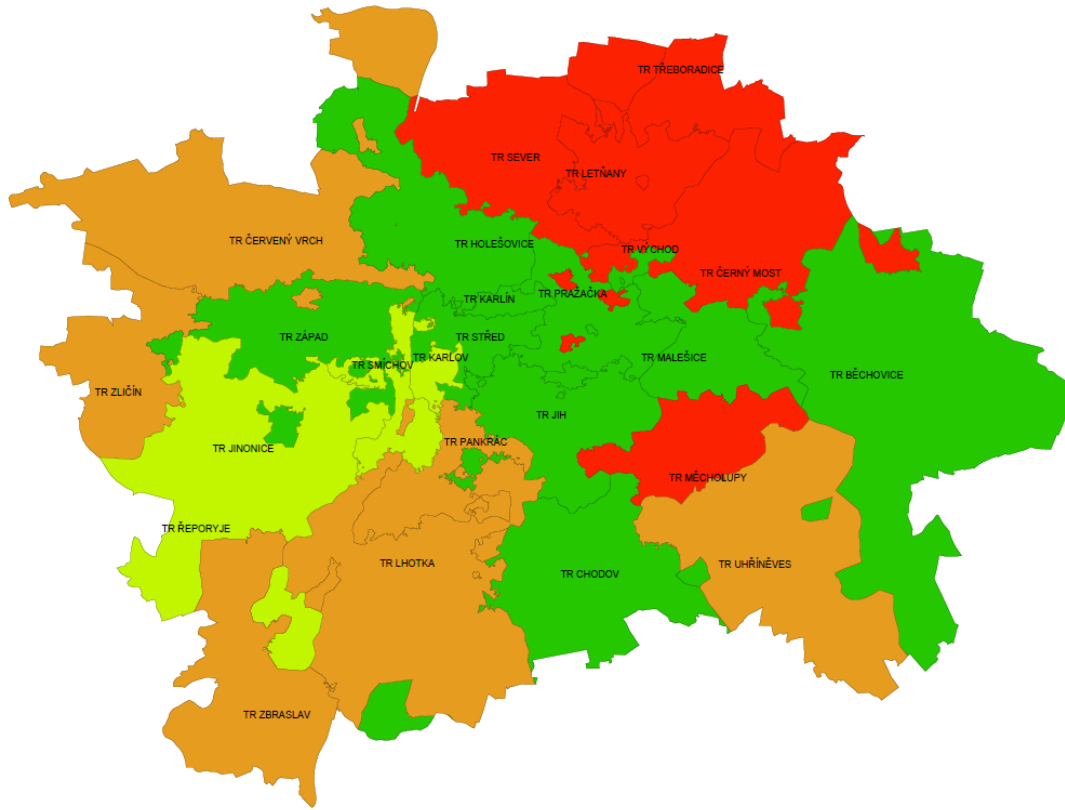 TR TŘEBORADICE
TR SEVER
TR LETŇANY
TR ČERVENÝ VRCH
TR HOLEŠOVICE
TR VÝCHOD
TR ČERNÝ MOST
TR KARLÍN
TR PRAŽAČKA
TR ZÁPAD
TR STŘED
TR SMÍCHOV
TR KARLOV
TR MALEŠICE
TR BĚCHOVICE
TR ZLIČÍN
TR JIH
TR PANKRÁC
TR JINONICE
TR MĚCHOLUPY
TR ŘEPORYJE
TR LHOTKA
TR CHODOV
TR UHŘÍNĚVES
TR ZBRASLAV